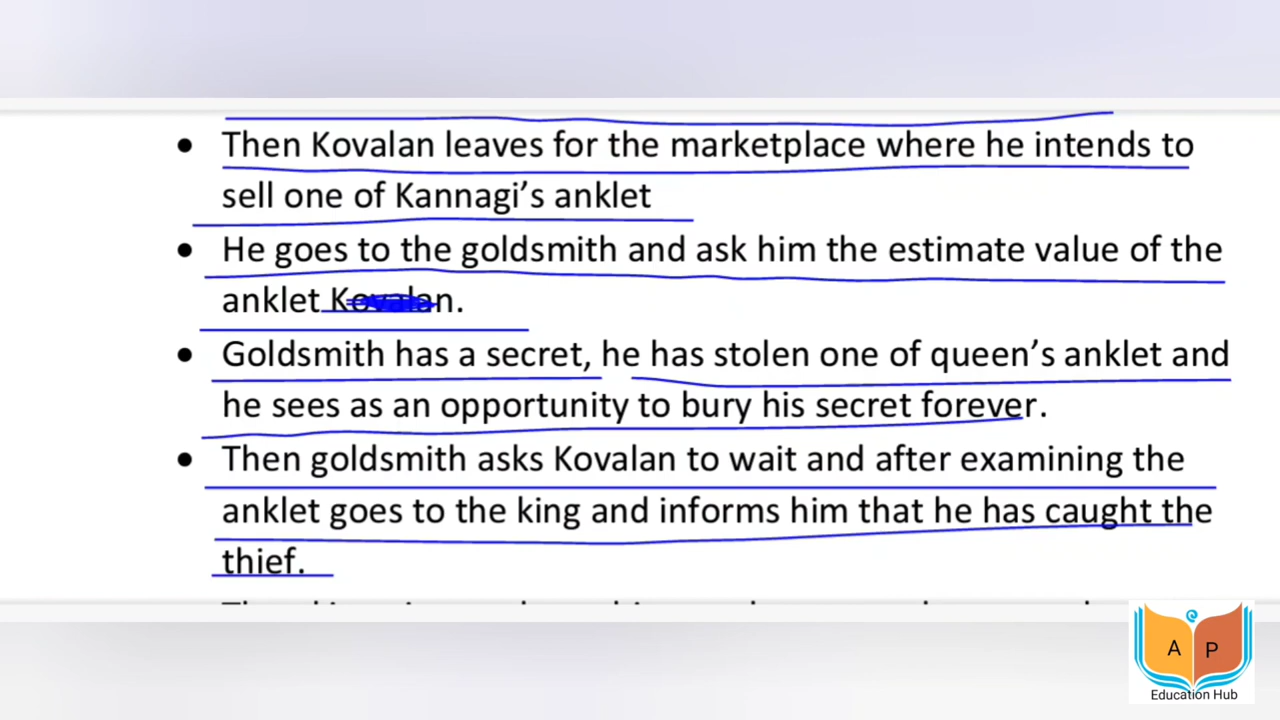 Then Kovalan leaves for the marketplace where he intends to
sell one of Kannagi’s anklet
He goes to the goldsmith and ask him the estimate value of the
anklet Kovalan.
Goldsmith has a secret, he has stolen one of queen’s anklet and
he sees as an opportunity to bury his secret forever.
Then goldsmith asks Kovalan to wait and after examining the
anklet goes to the king and informs him that he has caught the
thief.
A P
Education Hub